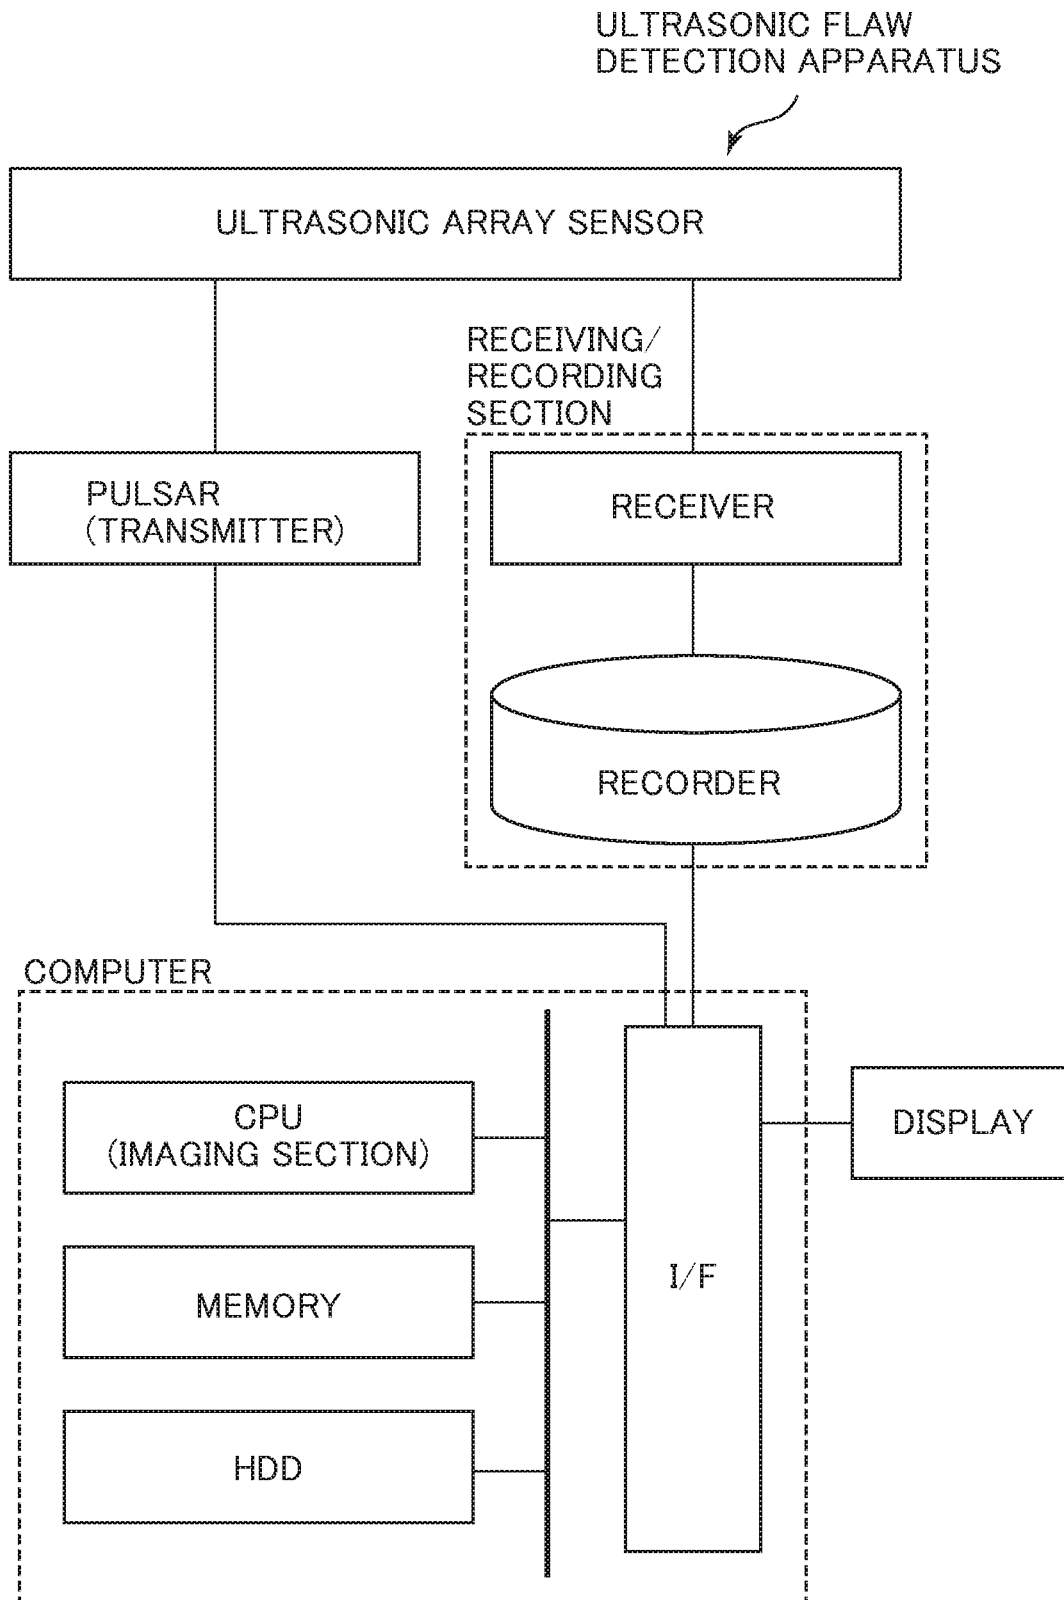 ULTRASONIC FLAW
DETECTION APPARATUS
ULTRASONIC ARRAY SENSOR
RECEIVING/
RECORDING
SECTION
PULSAR
(TRANSMITTER)
RECEIVER
RECORDER
COMPUTER
CPU
(IMAGING SECTION)
DISPLAY
I/F
MEMORY
HDD